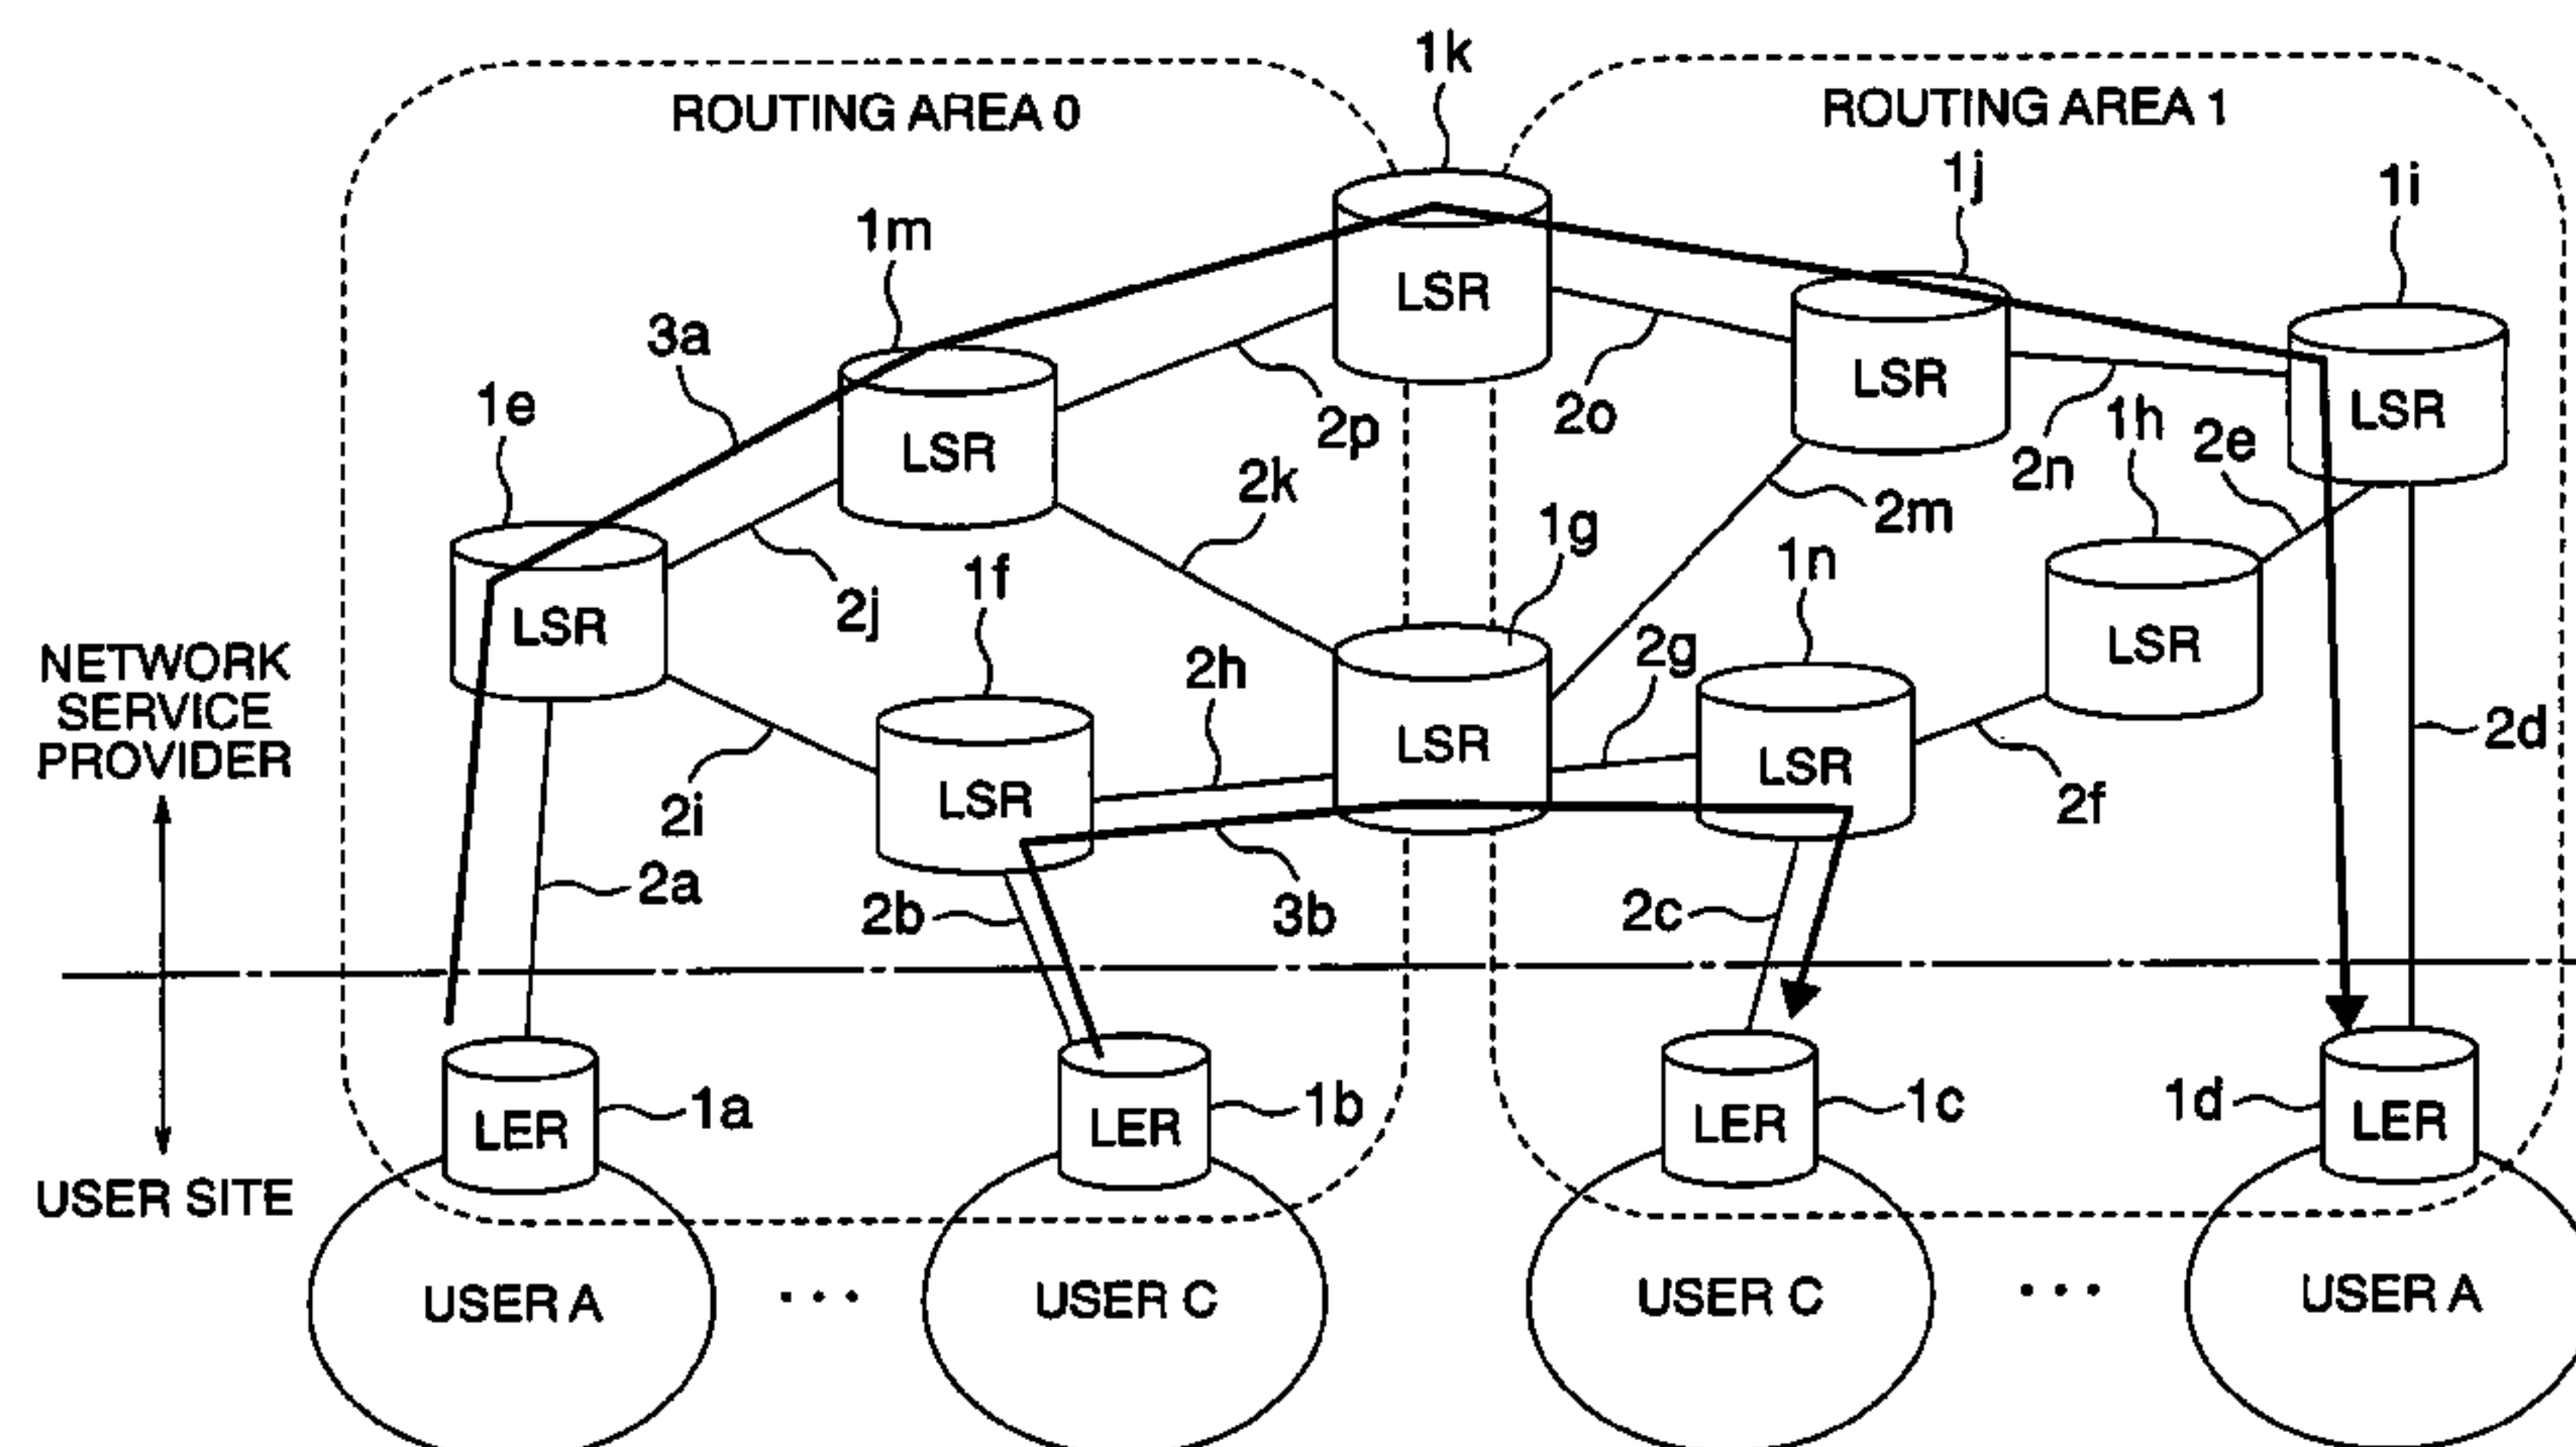 1k
ROUTING AREA 0
ROUTING AREA 1
1j
1i
1m
LSR
3a
LSR
1e
2p
2o
LSR
2n
1h
2e
LSR
LSR
2k
2m
1g
1f
1n
2j
LSR
LSR
NETWORK
SERVICE
PROVIDER
2h
2g
LSR
LSR
LSR
2d
2i
2f
2a
2b
3b
2c
LER
1a
LER
1b
LER
1c
1d
LER
USER SITE
USER A
...
USER C
USER C
...
USER A